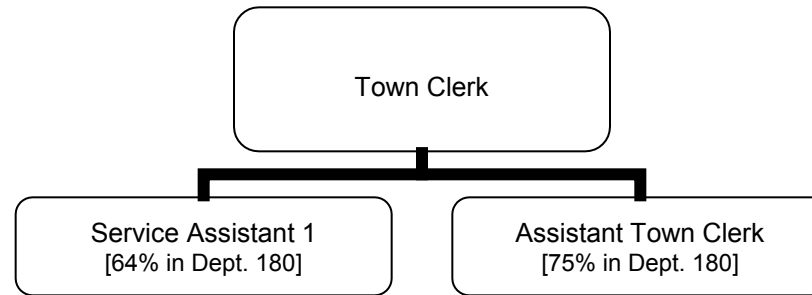 Town Clerk
Service Assistant 1
[64% in Dept. 180]
Assistant Town Clerk
[75% in Dept. 180]